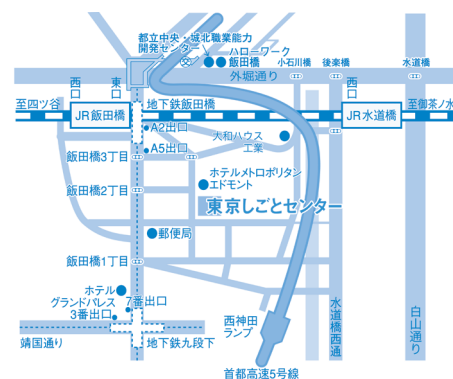 都立中央・城北職業能力
開発センター
ハローワーク
飯田橋
小石川橋
後楽橋
水道橋
外堀通り
西口
東口
西口
至四ツ谷
JR飯田橋
地下鉄飯田橋
JR水道橋
至御茶ノ水
A2出口
大和ハウス
工業
A5出口
飯田橋3丁目
ホテルメトロポリタン
エドモント
飯田橋2丁目
東京しごとセンター
郵便局
飯田橋1丁目
ホテル
グランドパレス
7番出口
3番出口
西神田
ランプ
水道橋西通り
白山通り
靖国通り
地下鉄九段下
首都高速5号線